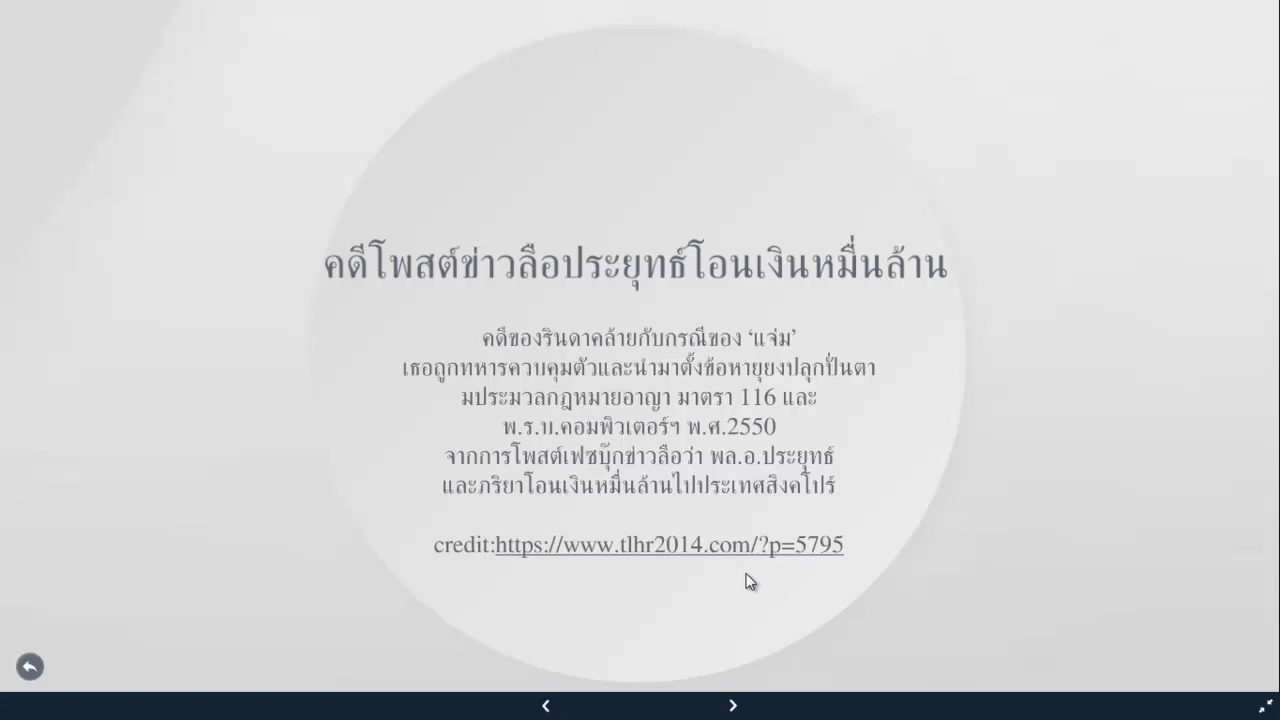 คดีโพสต์ข่าวลือประยุทธ์โอนเงินหมื่นล้าน
คดีของรินดาคล้ายกับกรณีของ ‘แจ่ม’
เธอถูกทหารควบคุมตัวและนำมาตั้งข้อหายุยงปลุกปั่นตา
มประมวลกฎหมายอาญา มาตรา 116 และ
พ.ร.บ.คอมพิวเตอร์ฯ พ.ศ.2550
จากการโพสต์เฟซบุ๊กข่าวลือว่า พล.อ.ประยุทธ์
และภริยาโอนเงินหมื่นล้านไปประเทศสิงคโปร์
credit:https://www.tlhr2014.com/?p=5795